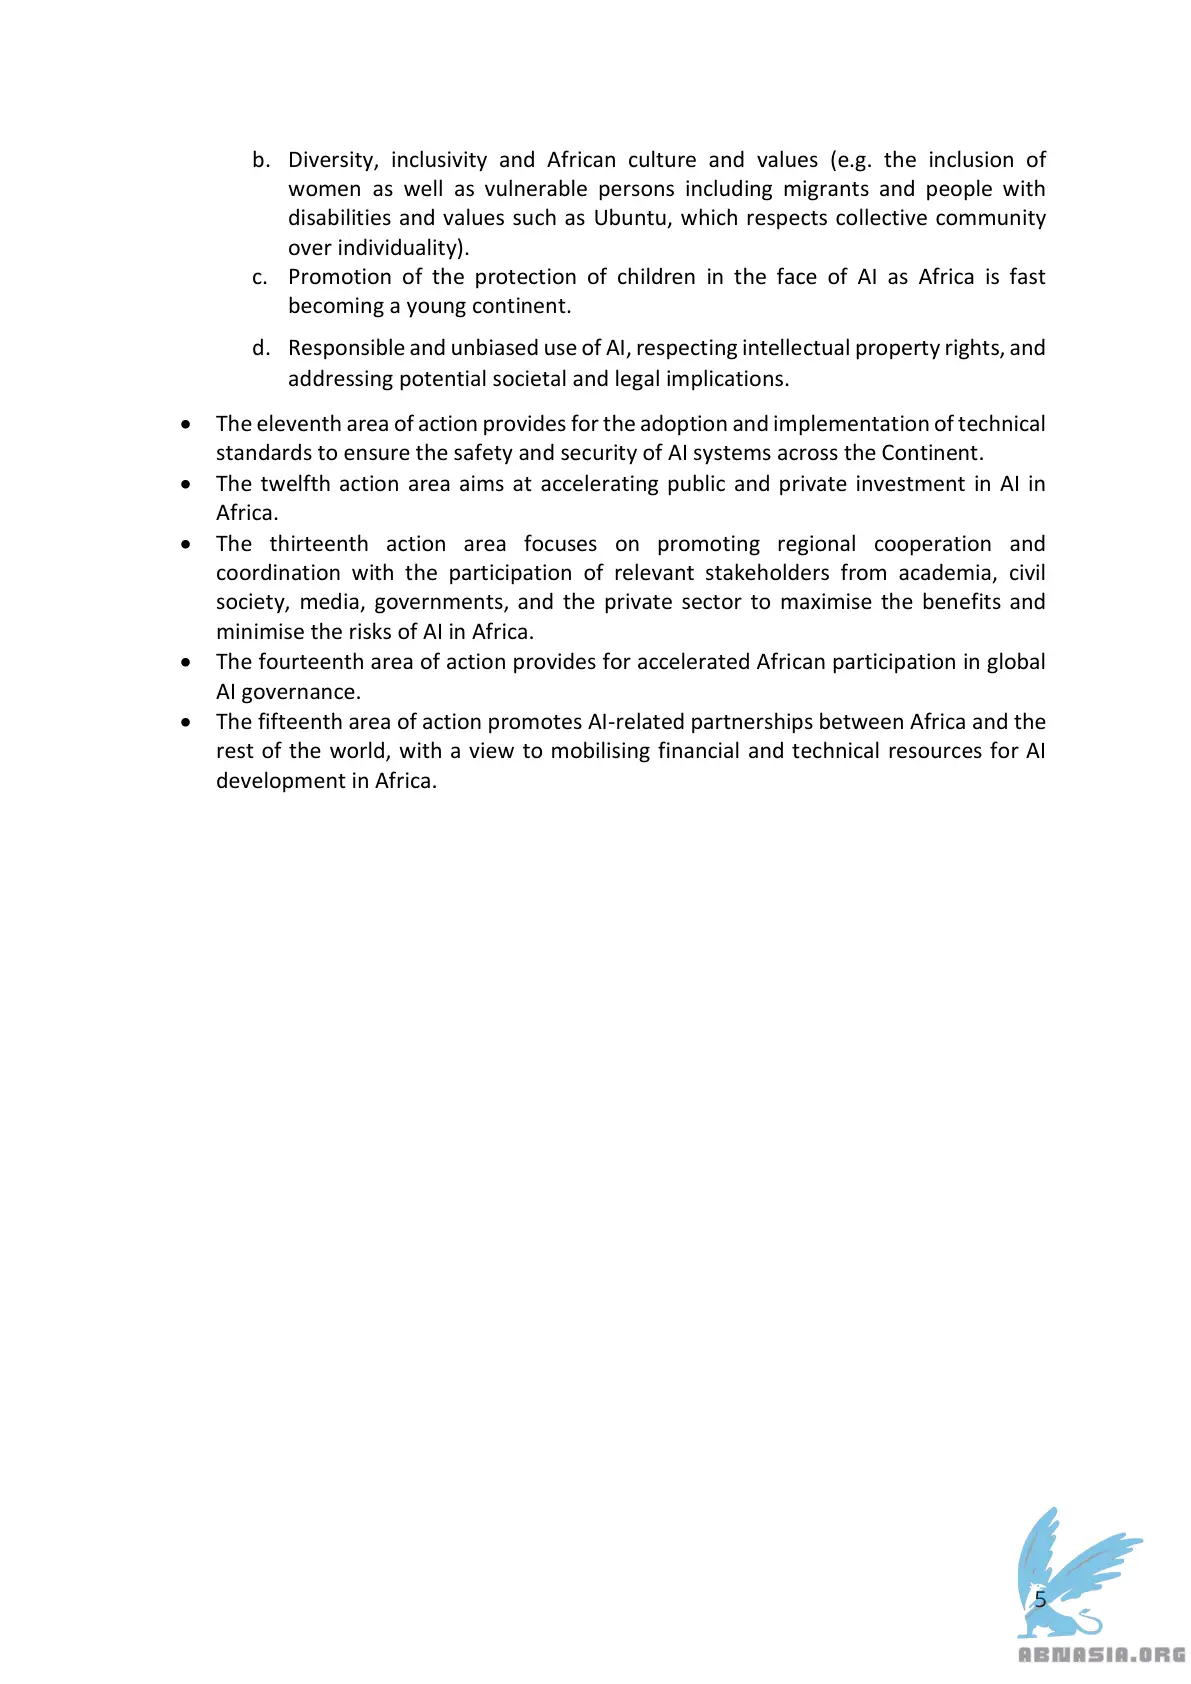 b. Diversity, inclusivity and African culture and values (e.g. the inclusion of
women as well as vulnerable persons including migrants and people with
disabilities and values such as Ubuntu, which respects collective community
over individuality).
c. Promotion of the protection of children in the face of AI as Africa is fast
becoming a young continent.
d. Responsible and unbiased use of AI, respecting intellectual property rights, and
addressing potential societal and legal implications.
• The eleventh area of action provides for the adoption and implementation of technical
standards to ensure the safety and security of AI systems across the Continent.
• The twelfth action area aims at accelerating public and private investment in AI in
Africa.
• The thirteenth action area focuses on promoting regional cooperation and
coordination with the participation of relevant stakeholders from academia, civil
society, media, governments, and the private sector to maximise the benefits and
minimise the risks of AI in Africa.
• The fourteenth area of action provides for accelerated African participation in global
AI governance.
• The fifteenth area of action promotes AI-related partnerships between Africa and the
rest of the world, with a view to mobilising financial and technical resources for AI
development in Africa.
5
ABNASIA.ORG